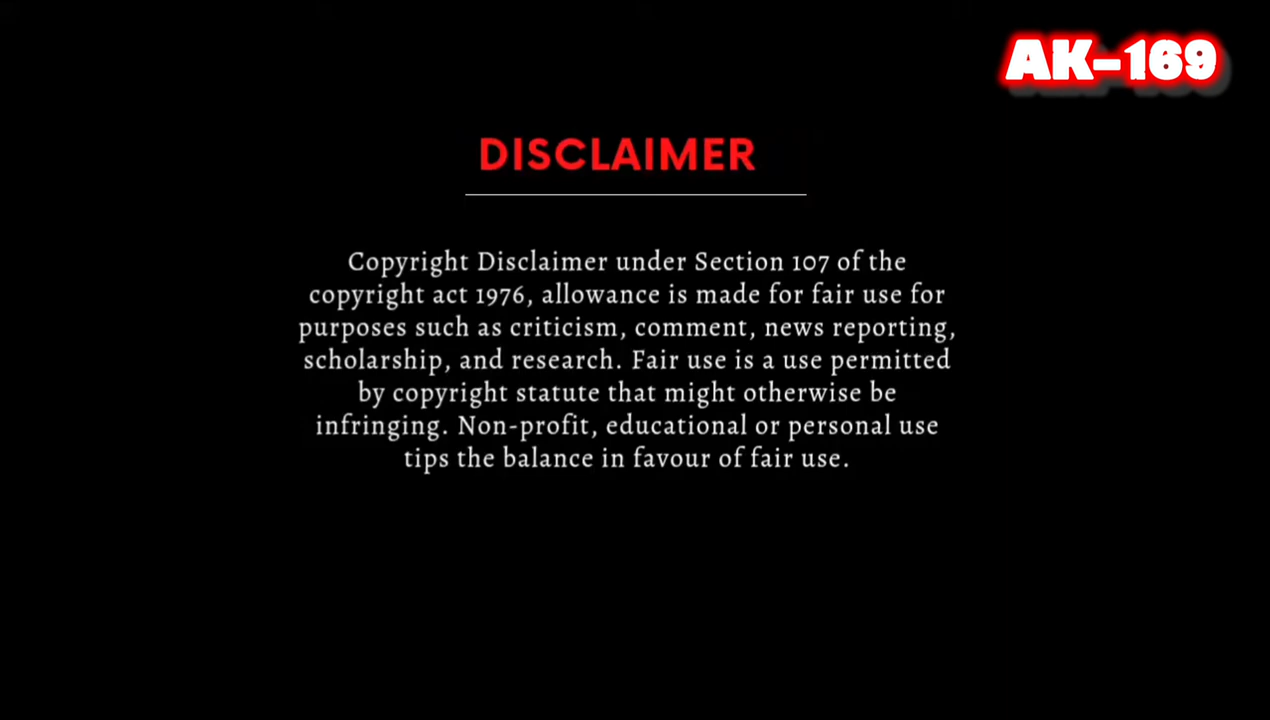 AK-169
DISCLAIMER
Copyright Disclaimer under Section 107 of the
copyright act 1976, allowance is made for fair use for
purposes such as criticism, comment, news reporting,
scholarship, and research. Fair use is a use permitted
by copyright statute that might otherwise be
infringing. Non-profit, educational or personal use
tips the balance in favour of fair use.